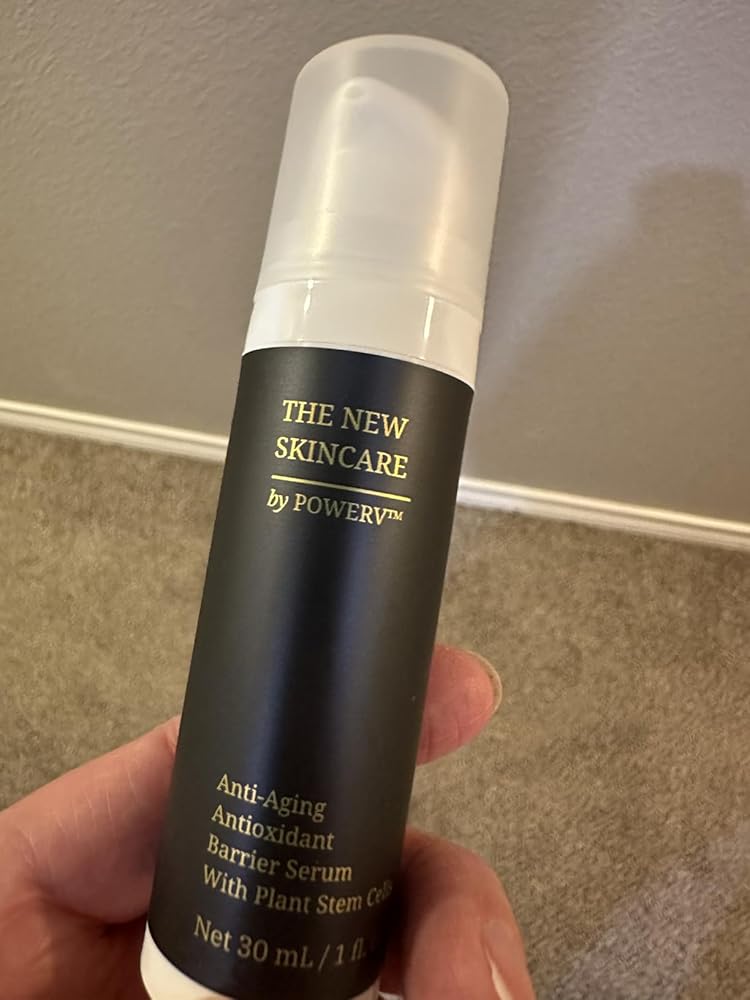 THE NEW
SKINCARE
by POWERV™
Anti-Aging
Antioxidant
Barrier Serum
With Plant Stem Cells
Net 30 mL / 1 fl.